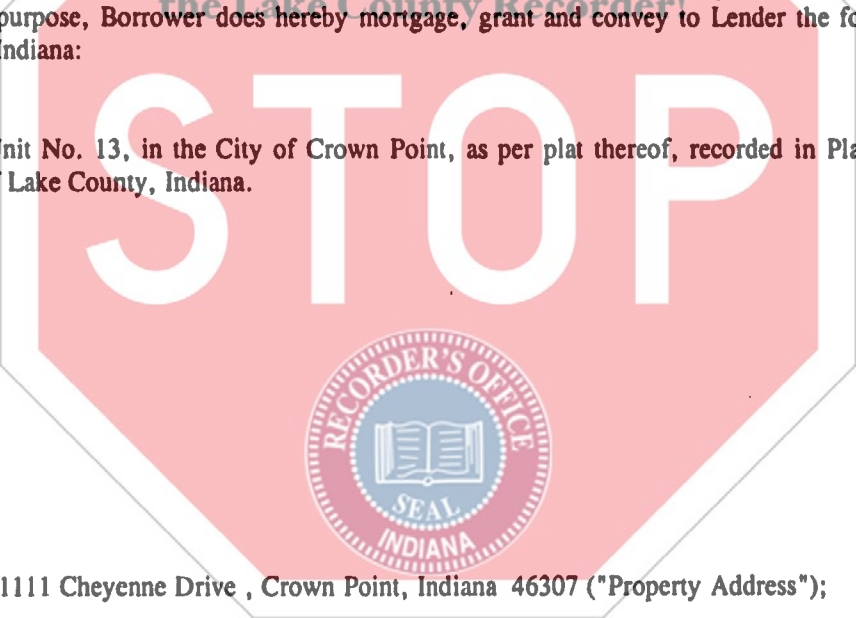 the Lake County Recorder!
purpose, Borrower does hereby mortgage, grant and convey to Lender the fo
Indiana:
STOP
Unit No. 13, in the City of Crown Point, as per plat thereof, recorded in Pla
Lake County, Indiana.
RECORDER'S OFFICE
SEAL
INDIANA
1111 Cheyenne Drive , Crown Point, Indiana 46307 ("Property Address");